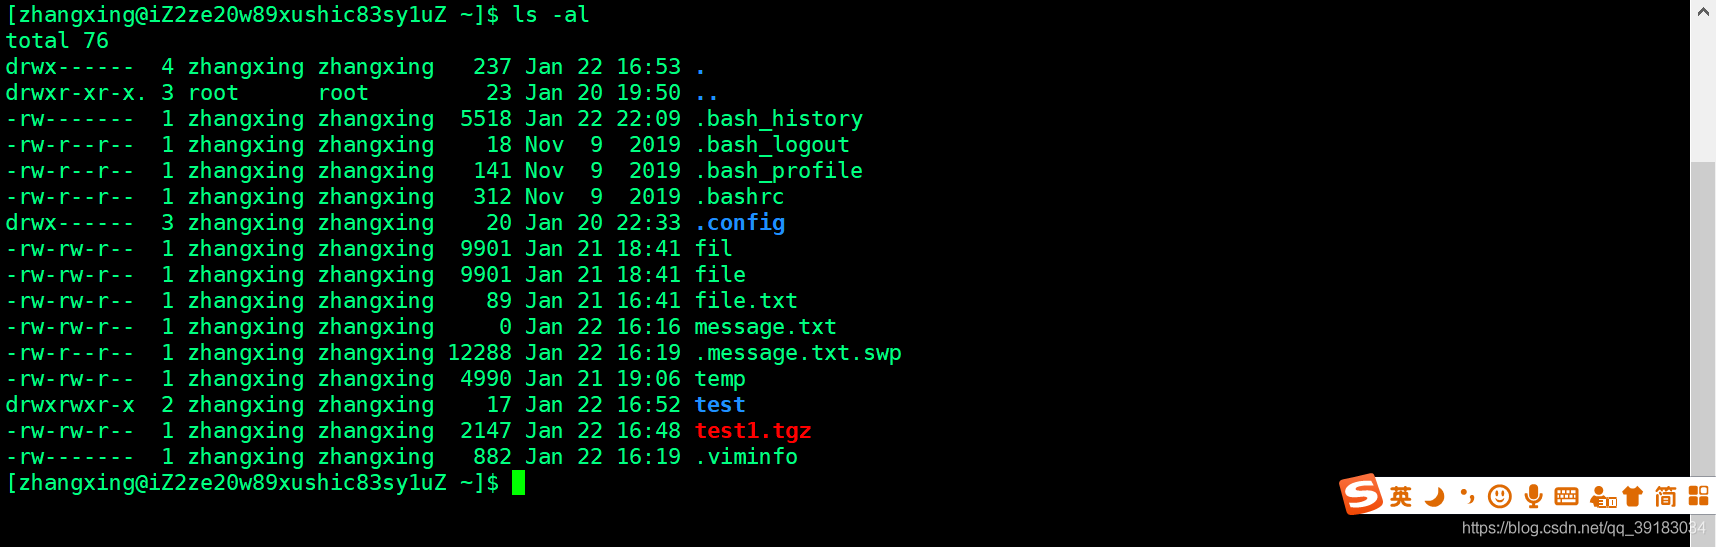 [zhangxing@iZ2ze20w89xushic83sy1uZ ~]$ ls -al
total 76
drwx------  4 zhangxing zhangxing   237 Jan 22 16:53 .
drwxr-xr-x. 3 root      root         23 Jan 20 19:50 ..
-rw-------  1 zhangxing zhangxing  5518 Jan 22 22:09 .bash_history
-rw-r--r--  1 zhangxing zhangxing    18 Nov  9  2019 .bash_logout
-rw-r--r--  1 zhangxing zhangxing   141 Nov  9  2019 .bash_profile
-rw-r--r--  1 zhangxing zhangxing   312 Nov  9  2019 .bashrc
drwx------  3 zhangxing zhangxing    20 Jan 20 22:33 .config
-rw-rw-r--  1 zhangxing zhangxing  9901 Jan 21 18:41 fil
-rw-rw-r--  1 zhangxing zhangxing  9901 Jan 21 18:41 file
-rw-rw-r--  1 zhangxing zhangxing    89 Jan 21 16:41 file.txt
-rw-rw-r--  1 zhangxing zhangxing     0 Jan 22 16:16 message.txt
-rw-r--r--  1 zhangxing zhangxing 12288 Jan 22 16:19 .message.txt.swp
-rw-rw-r--  1 zhangxing zhangxing  4990 Jan 21 19:06 temp
drwxrwxr-x  2 zhangxing zhangxing    17 Jan 22 16:52 test
-rw-rw-r--  1 zhangxing zhangxing  2147 Jan 22 16:48 test1.tgz
-rw-------  1 zhangxing zhangxing   882 Jan 22 16:19 .viminfo
[zhangxing@iZ2ze20w89xushic83sy1uZ ~]$
S 英 简
https://blog.csdn.net/qq_39183034